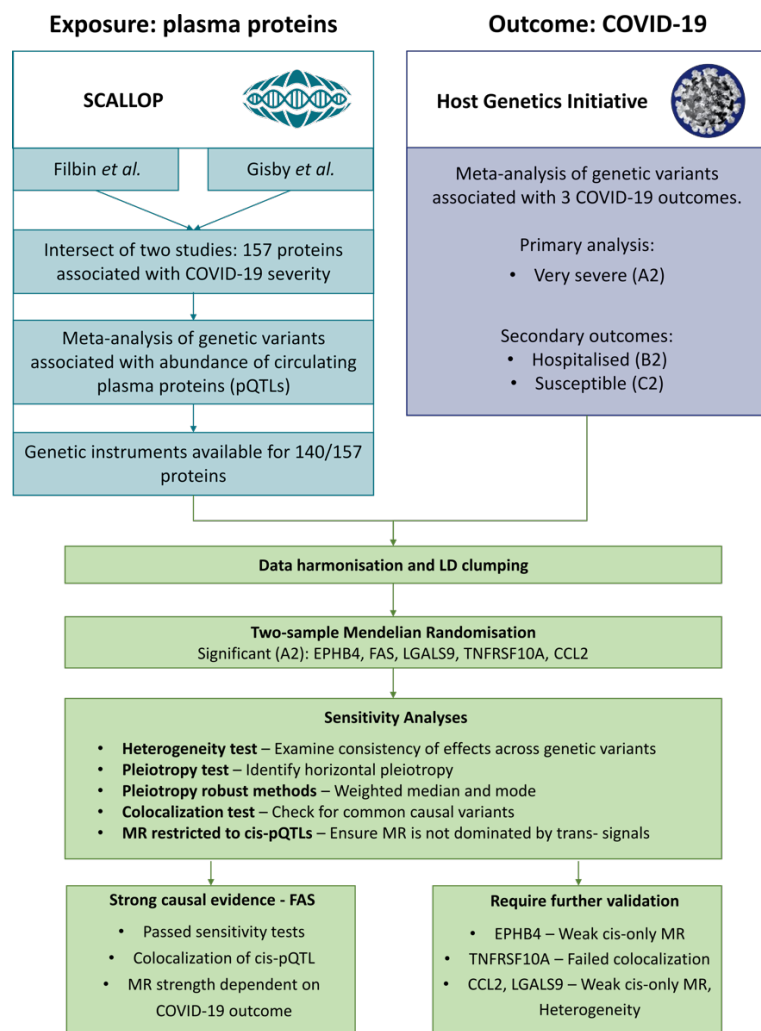 Exposure: plasma proteins
SCALLOP
Filbin et al.
Gisby et al.
Intersect of two studies: 157 proteins
associated with COVID-19 severity
Meta-analysis of genetic variants
associated with abundance of circulating
plasma proteins (pQTLs)
Genetic instruments available for 140/157
proteins
Outcome: COVID-19
Host Genetics Initiative
Meta-analysis of genetic variants
associated with 3 COVID-19 outcomes.
Primary analysis:
• Very severe (A2)
Secondary outcomes:
• Hospitalised (B2)
• Susceptible (C2)
Data harmonisation and LD clumping
Two-sample Mendelian Randomisation
Significant (A2): EPHB4, FAS, LGALS9, TNFRSF10A, CCL2
Sensitivity Analyses
• Heterogeneity test – Examine consistency of effects across genetic variants
• Pleiotropy test – Identify horizontal pleiotropy
• Pleiotropy robust methods – Weighted median and mode
• Colocalization test – Check for common causal variants
• MR restricted to cis-pQTLs – Ensure MR is not dominated by trans- signals
Strong causal evidence - FAS
• Passed sensitivity tests
• Colocalization of cis-pQTL
• MR strength dependent on
COVID-19 outcome
Require further validation
• EPHB4 – Weak cis-only MR
• TNFRSF10A – Failed colocalization
• CCL2, LGALS9 – Weak cis-only MR,
Heterogeneity